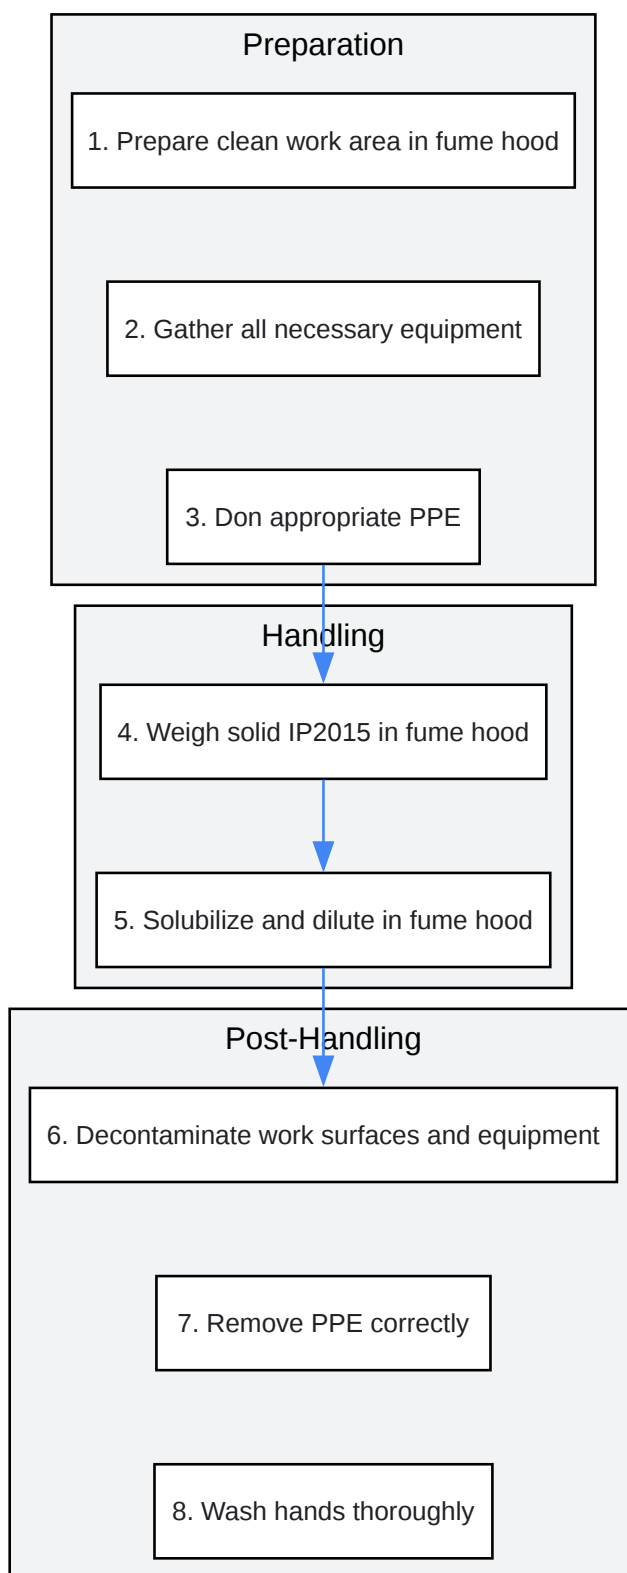 Preparation
1. Prepare clean work area in fume hood
2. Gather all necessary equipment
3. Don appropriate PPE
Handling
4. Weigh solid IP2015 in fume hood
5. Solubilize and dilute in fume hood
Post-Handling
6. Decontaminate work surfaces and equipment
7. Remove PPE correctly
8. Wash hands thoroughly